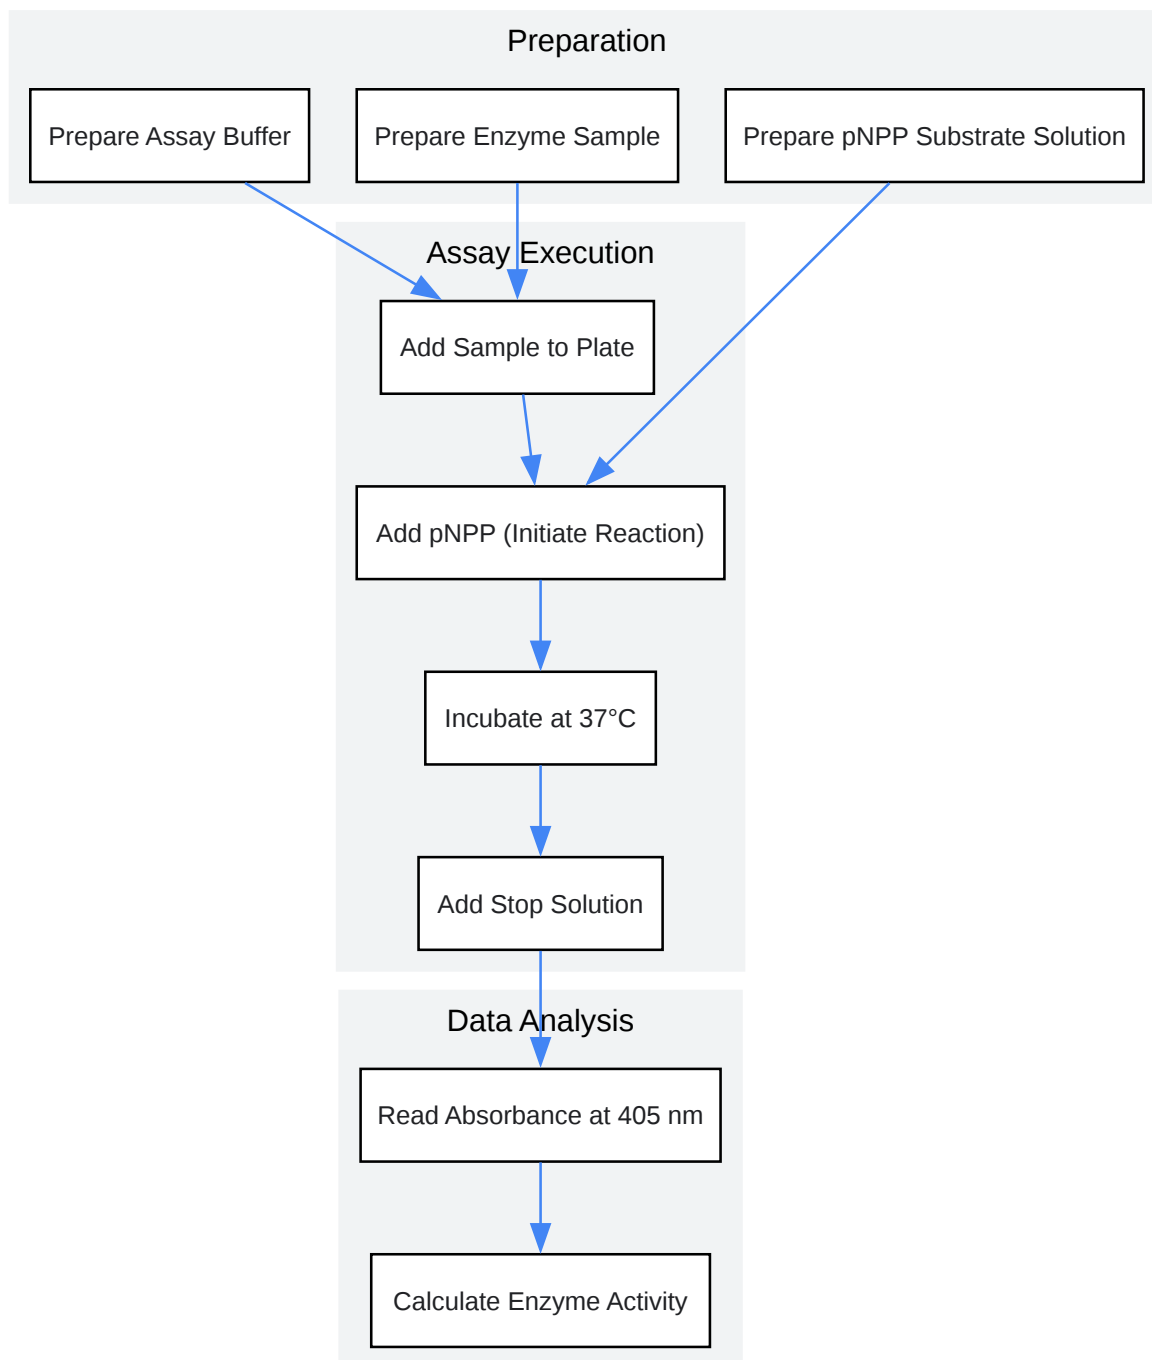 Preparation
Prepare Assay Buffer
Prepare Enzyme Sample
Prepare pNPP Substrate Solution
Assay Execution
Add Sample to Plate
Add pNPP (Initiate Reaction)
Incubate at 37°C
Add Stop Solution
Data Analysis
Read Absorbance at 405 nm
Calculate Enzyme Activity